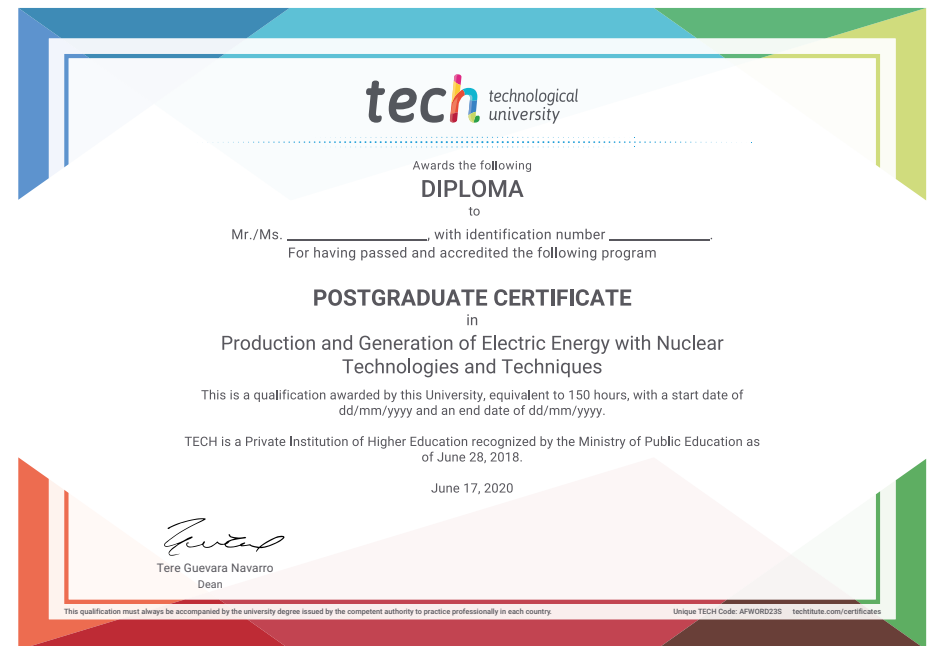 tech technological
university
Awards the following
DIPLOMA
to
Mr./Ms. ____________, with identification number ____________.
For having passed and accredited the following program
POSTGRADUATE CERTIFICATE
in
Production and Generation of Electric Energy with Nuclear
Technologies and Techniques
This is a qualification awarded by this University, equivalent to 150 hours, with a start date of
dd/mm/yyyy and an end date of dd/mm/yyyy.
TECH is a Private Institution of Higher Education recognized by the Ministry of Public Education as
of June 28, 2018.
June 17, 2020
Tere Guevara Navarro
Dean
This qualification must always be accompanied by the university degree issued by the competent authority to practice professionally in each country. Unique TECH Code: AFWORD23S techtitute.com/certificates